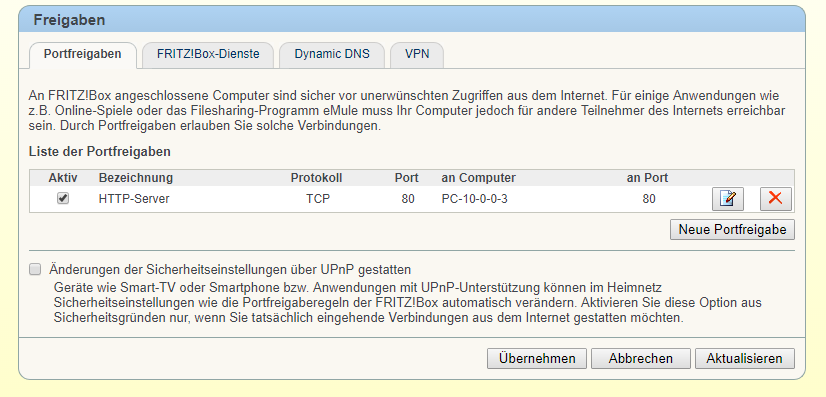 Freigaben
Portfreigaben FRITZ!Box-Dienste Dynamic DNS VPN
An FRITZ!Box angeschlossene Computer sind sicher vor unerwünschten Zugriffen aus dem Internet. Für einige Anwendungen wie
z.B. Online-Spiele oder das Filesharing-Programm eMule muss Ihr Computer jedoch für andere Teilnehmer des Internets erreichbar
sein. Durch Portfreigaben erlauben Sie solche Verbindungen.
Liste der Portfreigaben
Aktiv Bezeichnung Protokoll Port an Computer an Port
HTTP-Server TCP 80 PC-10-0-0-3 80
Neue Portfreigabe
Änderungen der Sicherheitseinstellungen über UPnP gestatten
Geräte wie Smart-TV oder Smartphone bzw. Anwendungen mit UPnP-Unterstützung können im Heimnetz
Sicherheitseinstellungen wie die Portfreigaberegeln der FRITZ!Box automatisch verändern. Aktivieren Sie diese Option aus
Sicherheitsgründen nur, wenn Sie tatsächlich eingehende Verbindungen aus dem Internet gestatten möchten.
Übernehmen Abbrechen Aktualisieren